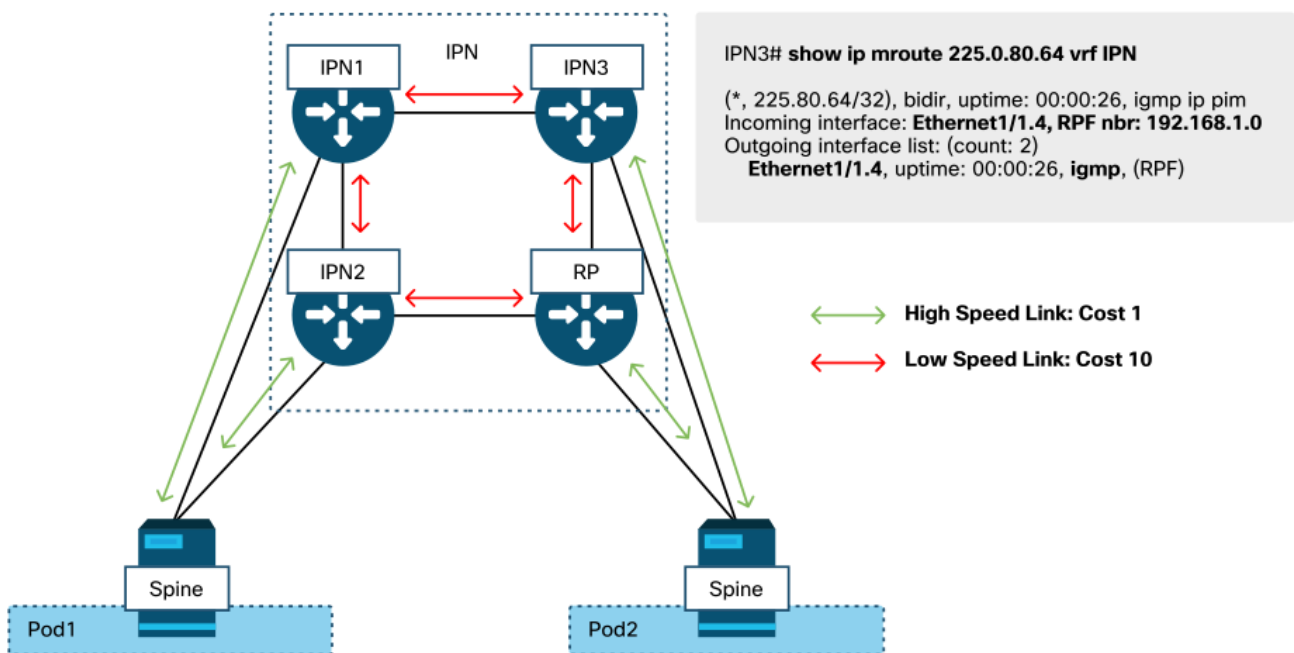 IPN
IPN1
IPN3
IPN2
RP
Spine
Pod1
Spine
Pod2
IPN3# show ip mroute 225.0.80.64 vrf IPN
(*, 225.80.64/32), bidir, uptime: 00:00:26, igmp ip pim
Incoming interface: Ethernet1/1.4, RPF nbr: 192.168.1.0
Outgoing interface list: (count: 2)
Ethernet1/1.4, uptime: 00:00:26, igmp, (RPF)
High Speed Link: Cost 1
Low Speed Link: Cost 10